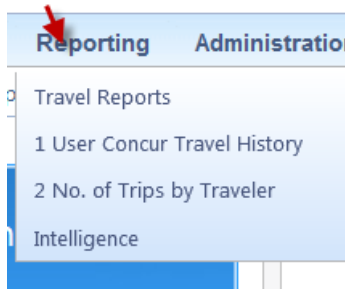 Reporting Administratio
Travel Reports
1 User Concur Travel History
2 No. of Trips by Traveler
Intelligence